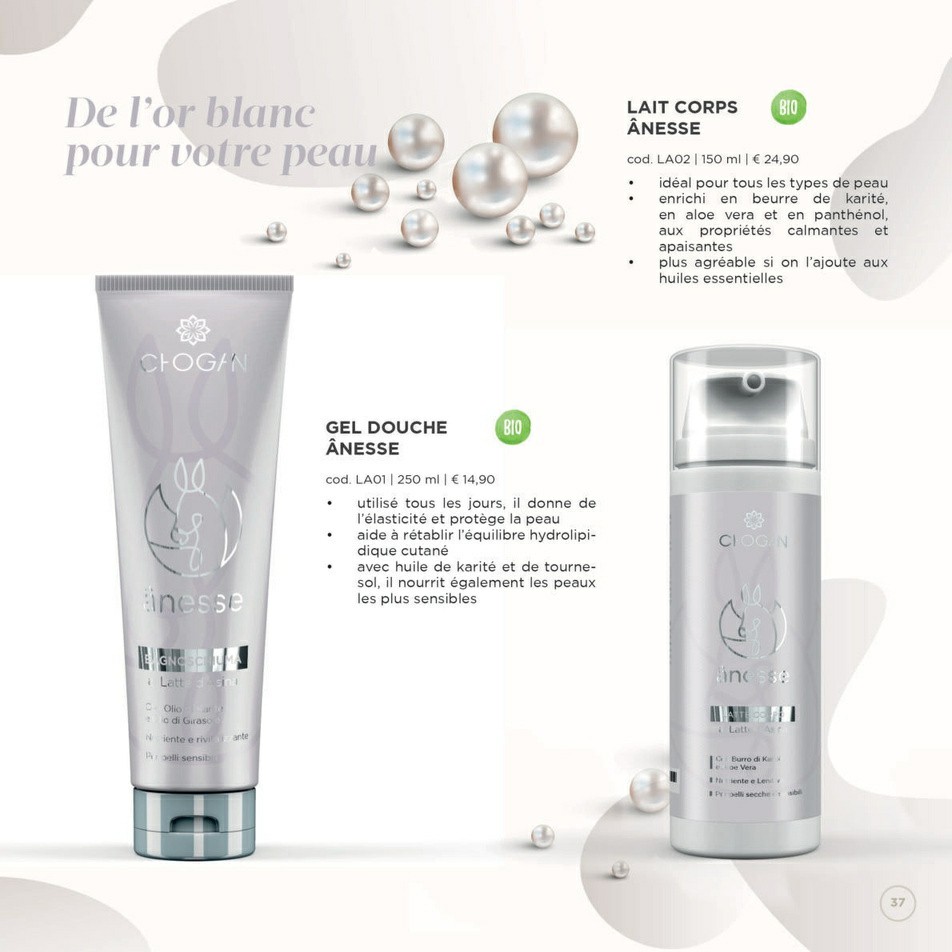 De l'or blanc
pour votre peau
LAIT CORPS
ÂNESSE
BIO
cod. LA02 | 150 ml | € 24,90
• idéal pour tous les types de peau
• enrichi en beurre de karité,
en aloe vera et en panthénol,
aux propriétés calmantes et
apaisantes
• plus agréable si on l'ajoute aux
huiles essentielles
CHOGAN
ânesse
BAGNOSCHIUMA
GEL DOUCHE
ÂNESSE
BIO
cod. LA01 | 250 ml | € 14,90
• utilisé tous les jours, il donne de
l'élasticité et protège la peau
• aide à rétablir l'équilibre hydrolipi-
dique cutané
• avec huile de karité et de tourne-
sol, il nourrit également les peaux
les plus sensibles
CHOGAN
ânesse
Burro di
Vera
37